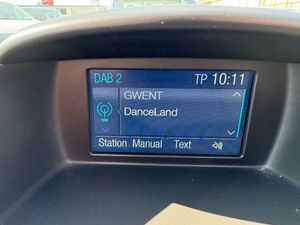 DAB 2 TP 10:11
GWENT
DanceLand
Station Manual Text